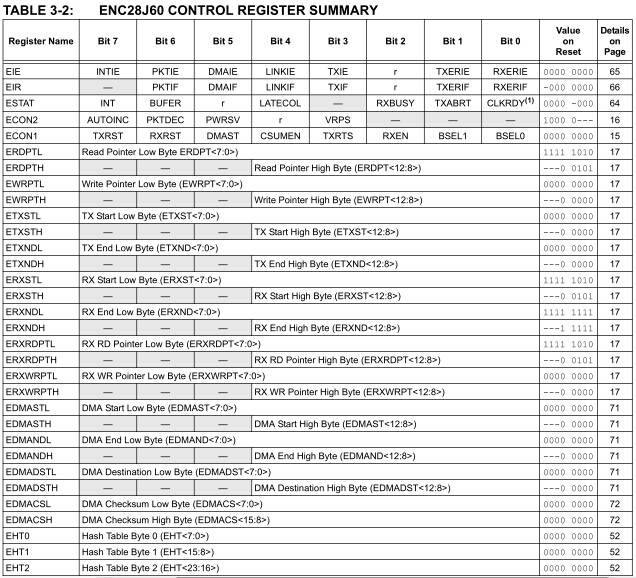 TABLE 3-2: ENC28J60 CONTROL REGISTER SUMMARY
Register Name Bit 7 Bit 6 Bit 5 Bit 4 Bit 3 Bit 2 Bit 1 Bit 0 Value on Reset Details on Page
EIE INTIE PKTIE DMAIE LINKIE TXIE r TXERIE RXERIE 0000 0000 65
EIR — PKTIF DMAIF LINKIF TXIF r TXERIF RXERIF -000 0000 66
ESTAT INT BUFER r LATECOL — RXBUSY TXABRT CLKRDY(1) 0000 -000 64
ECON2 AUTOINC PKTDEC PWRSV r VRPS — — — 1000 0--- 16
ECON1 TXRST RXRST DMAST CSUMEN TXRTS RXEN BSEL1 BSEL0 0000 0000 15
ERDPTL Read Pointer Low Byte ERDPT<7:0>) 1111 1010 17
ERDPTH — — — Read Pointer High Byte (ERDPT<12:8>) ---0 0101 17
EWRPTL Write Pointer Low Byte (EWRPT<7:0>) 0000 0000 17
EWRPTH — — — Write Pointer High Byte (EWRPT<12:8>) ---0 0000 17
ETXSTL TX Start Low Byte (ETXST<7:0>) 0000 0000 17
ETXSTH — — — TX Start High Byte (ETXST<12:8>) ---0 0000 17
ETXNDL TX End Low Byte (ETXND<7:0>) 0000 0000 17
ETXNDH — — — TX End High Byte (ETXND<12:8>) ---0 0000 17
ERXSTL RX Start Low Byte (ERXST<7:0>) 1111 1010 17
ERXSTH — — — RX Start High Byte (ERXST<12:8>) ---0 0101 17
ERXNDL RX End Low Byte (ERXND<7:0>) 1111 1111 17
ERXNDH — — — RX End High Byte (ERXND<12:8>) ---1 1111 17
ERXRDPTL RX RD Pointer Low Byte (ERXRDPT<7:0>) 1111 1010 17
ERXRDPTH — — — RX RD Pointer High Byte (ERXRDPT<12:8>) ---0 0101 17
ERXWRPTL RX WR Pointer Low Byte (ERXWRPT<7:0>) 0000 0000 17
ERXWRPTH — — — RX WR Pointer High Byte (ERXWRPT<12:8>) ---0 0000 17
EDMASTL DMA Start Low Byte (EDMAST<7:0>) 0000 0000 71
EDMASTH — — — DMA Start High Byte (EDMAST<12:8>) ---0 0000 71
EDMANDL DMA End Low Byte (EDMAND<7:0>) 0000 0000 71
EDMANDH — — — DMA End High Byte (EDMAND<12:8>) ---0 0000 71
EDMADSTL DMA Destination Low Byte (EDMADST<7:0>) 0000 0000 71
EDMADSTH — — — DMA Destination High Byte (EDMADST<12:8>) ---0 0000 71
EDMACSL DMA Checksum Low Byte (EDMACS<7:0>) 0000 0000 72
EDMACSH DMA Checksum High Byte (EDMACS<15:8>) 0000 0000 72
EHT0 Hash Table Byte 0 (EHT<7:0>) 0000 0000 52
EHT1 Hash Table Byte 1 (EHT<15:8>) 0000 0000 52
EHT2 Hash Table Byte 2 (EHT<23:16>) 0000 0000 52